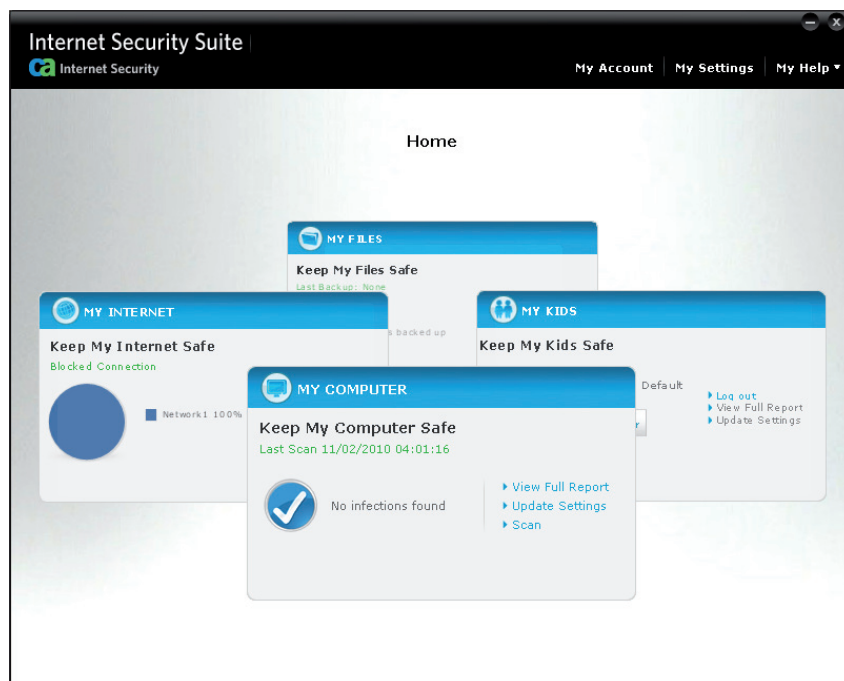 Internet Security Suite
ca Internet Security
My Account
My Settings
My Help
Home
MY FILES
Keep My Files Safe
Last Backup: None
backed up
MY INTERNET
Keep My Internet Safe
Blocked Connection
Network1 100%
MY KIDS
Keep My Kids Safe
Default
Log out
View Full Report
Update Settings
MY COMPUTER
Keep My Computer Safe
Last Scan 11/02/2010 04:01:16
No infections found
View Full Report
Update Settings
Scan